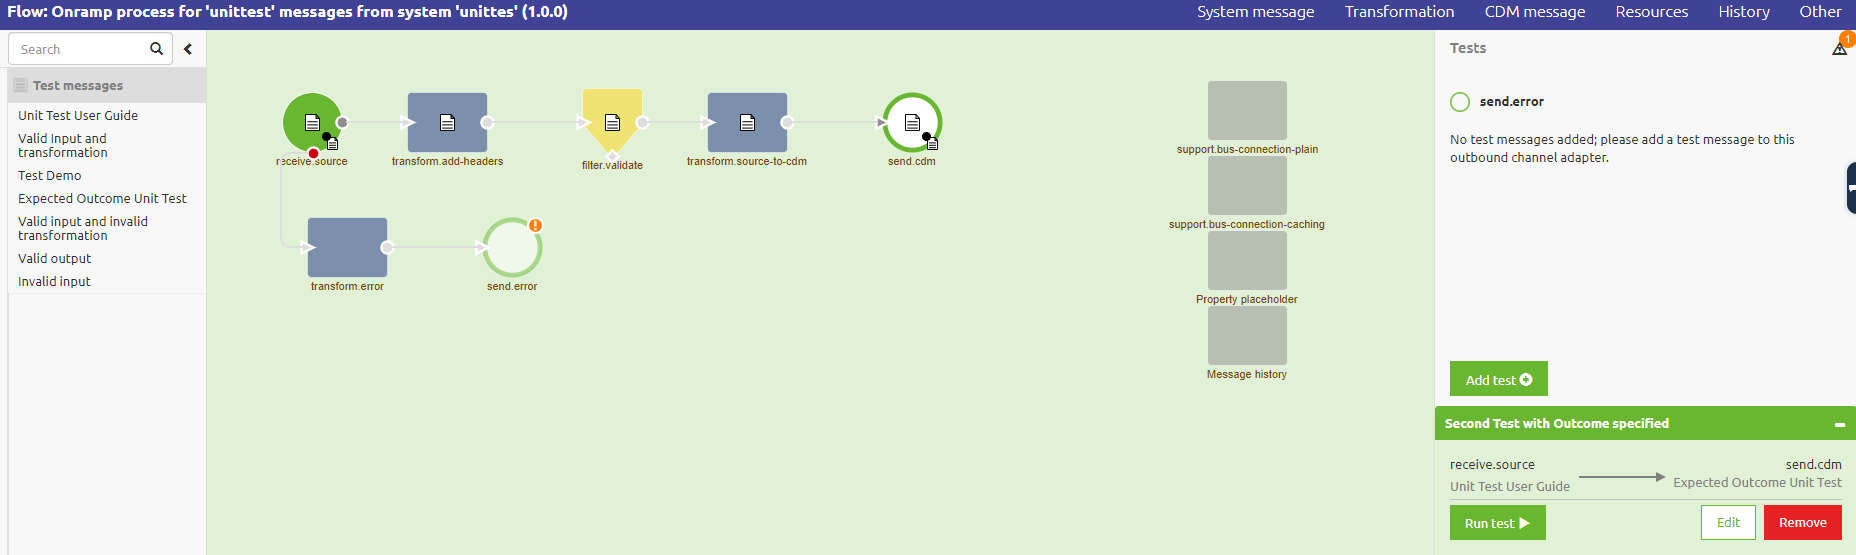 Flow: Onramp process for 'unittest' messages from system 'unittes' (1.0.0)
System message
Transformation
CDM message
Resources
History
Other
Search
Test messages
Unit Test User Guide
Valid Input and
transformation
Test Demo
Expected Outcome Unit Test
Valid input and invalid
transformation
Valid output
Invalid input
receive.source
transform.add-headers
filter.validate
transform.source-to-cdm
send.cdm
transform.error
send.error
support.bus-connection-plain
support.bus-connection-caching
Property placeholder
Message history
Tests
1
send.error
No test messages added; please add a test message to this
outbound channel adapter.
Add test
Second Test with Outcome specified
receive.source
send.cdm
Unit Test User Guide
Expected Outcome Unit Test
Run test
Edit
Remove